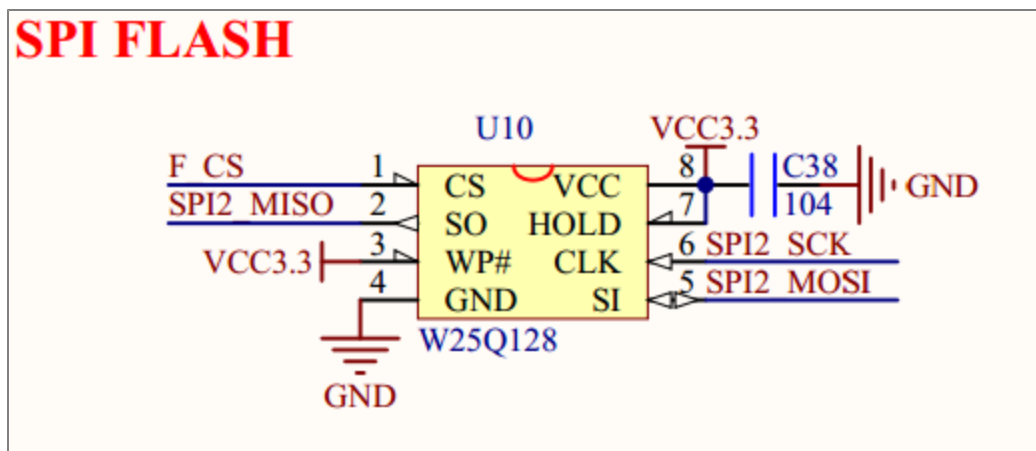 SPI FLASH
U10
VCC3.3
F_CS
1
CS
VCC
8
C38
SPI2_MISO
2
SO
HOLD
7
104
GND
VCC3.3
3
WP#
CLK
6
SPI2_SCK
4
GND
SI
5
SPI2_MOSI
W25Q128
GND